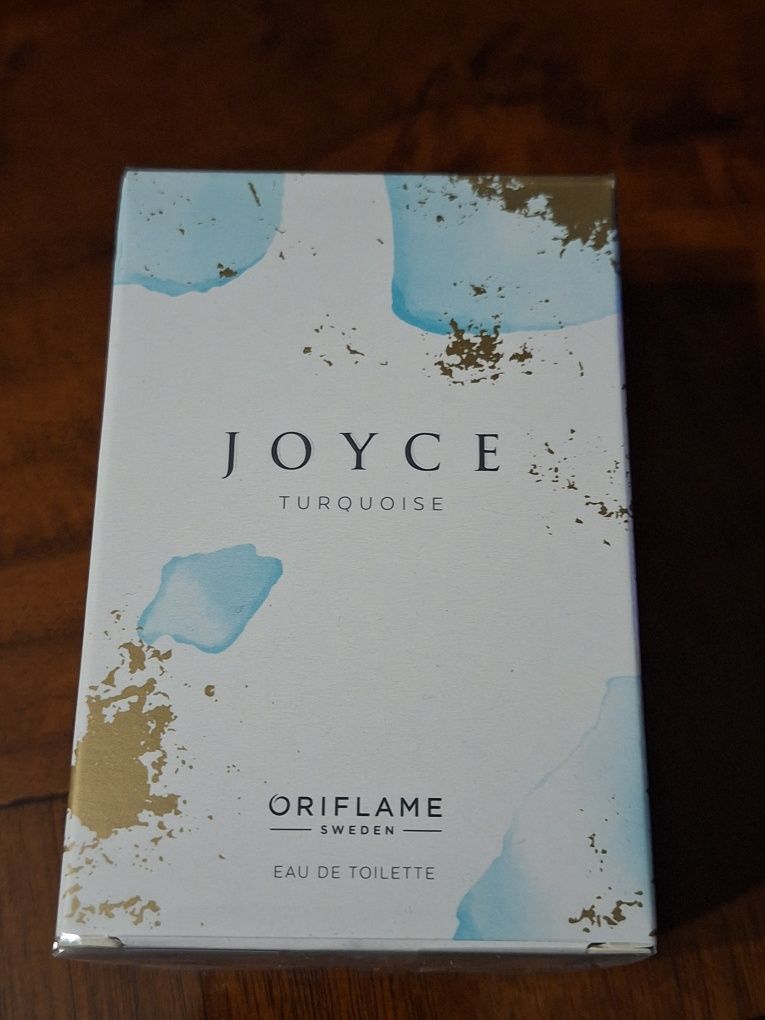 JOYCE
TURQUOISE
ORIFLAME
SWEDEN
EAU DE TOILETTE